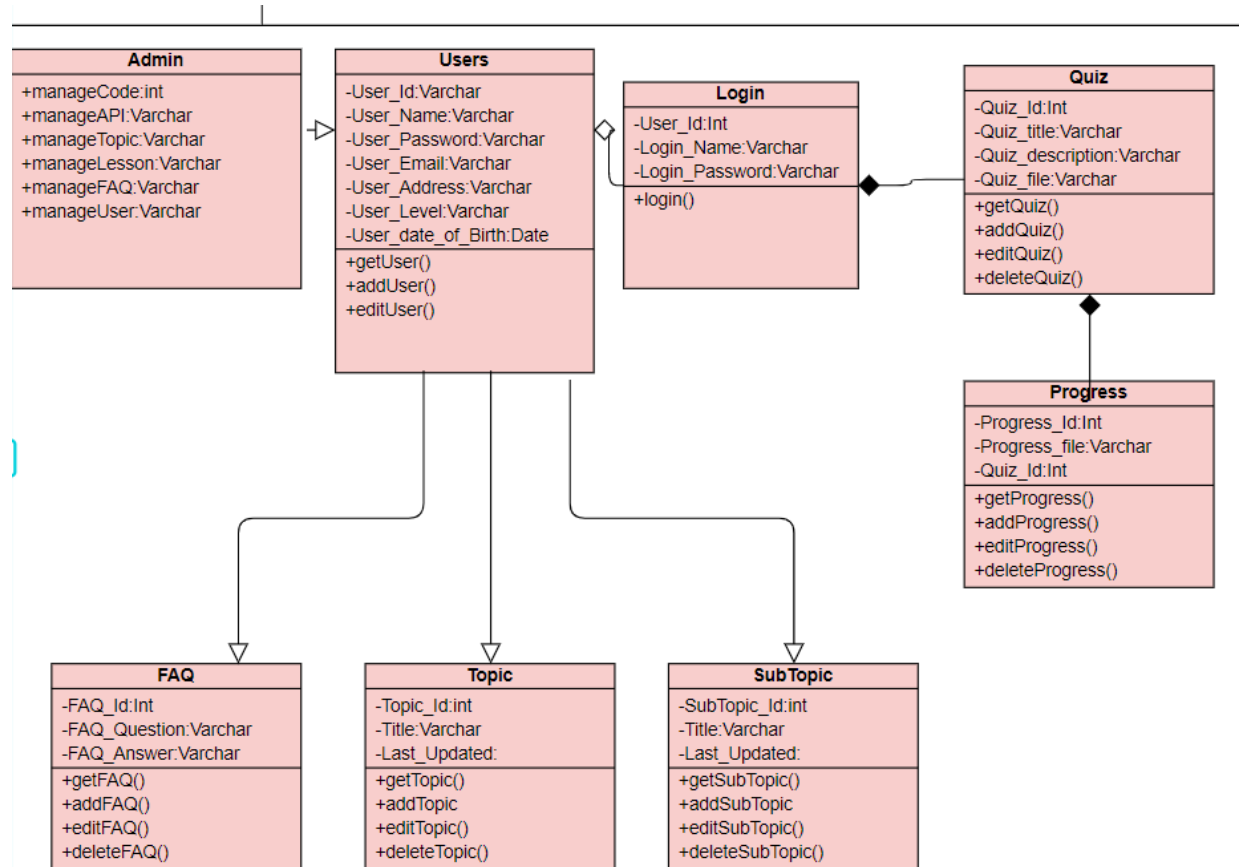 Admin
+manageCode:int
+manageAPI:Varchar
+manageTopic:Varchar
+manageLesson:Varchar
+manageFAQ:Varchar
+manageUser:Varchar
Users
-User_Id:Varchar
-User_Name:Varchar
-User_Password:Varchar
-User_Email:Varchar
-User_Address:Varchar
-User_Level:Varchar
-User_date_of_Birth:Date
+getUser()
+addUser()
+editUser()
Login
-User_Id:Int
-Login_Name:Varchar
-Login_Password:Varchar
+login()
Quiz
-Quiz_Id:Int
-Quiz_title:Varchar
-Quiz_description:Varchar
-Quiz_file:Varchar
+getQuiz()
+addQuiz()
+editQuiz()
+deleteQuiz()
Progress
-Progress_Id:Int
-Progress_file:Varchar
-Quiz_Id:Int
+getProgress()
+addProgress()
+editProgress()
+deleteProgress()
FAQ
-FAQ_Id:Int
-FAQ_Question:Varchar
-FAQ_Answer:Varchar
+getFAQ()
+addFAQ()
+editFAQ()
+deleteFAQ()
Topic
-Topic_Id:int
-Title:Varchar
-Last_Updated:
+getTopic()
+addTopic
+editTopic()
+deleteTopic()
SubTopic
-SubTopic_Id:int
-Title:Varchar
-Last_Updated:
+getSubTopic()
+addSubTopic
+editSubTopic()
+deleteSubTopic()